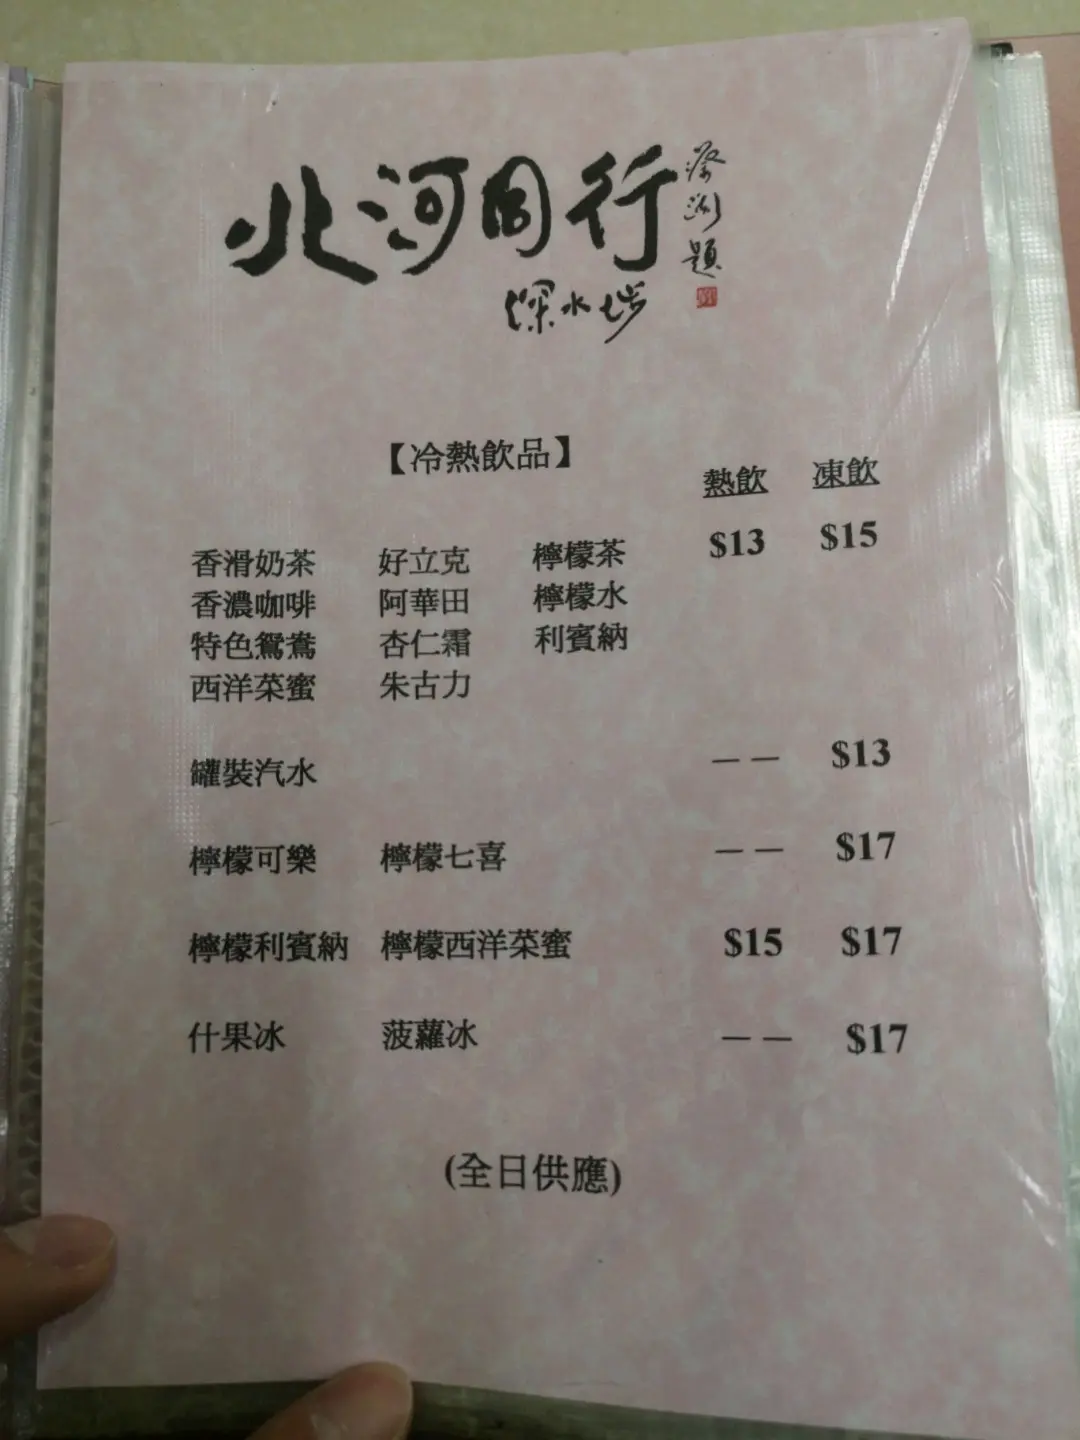 北河同行
蔡瀾題
深水埗
【冷熱飲品】
熱飲 凍飲
香滑奶茶 好立克 檸檬茶 $13 $15
香濃咖啡 阿華田 檸檬水
特色鴛鴦 杏仁霜 利賓納
西洋菜蜜 朱古力
罐裝汽水 —— $13
檸檬可樂 檸檬七喜 —— $17
檸檬利賓納 檸檬西洋菜蜜 $15 $17
什果冰 菠蘿冰 —— $17
(全日供應)